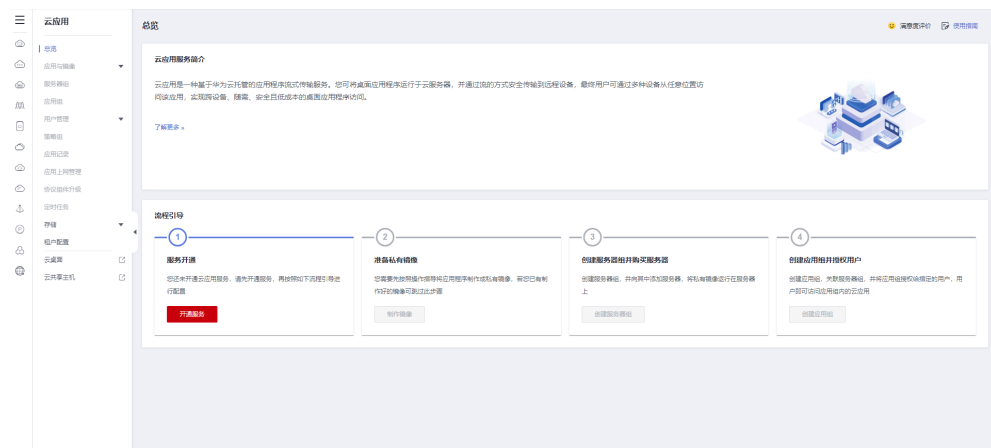 云应用
总览
应用与镜像
服务器组
应用组
用户管理
策略组
应用记录
应用上网管理
协议组件升级
定时任务
存储
租户配置
云桌面
云共享主机
总览
满意度评价
使用指南
云应用服务简介
云应用是一种基于华为云托管的应用程序流式传输服务。您可将桌面应用程序运行于云服务器，并通过流的方式安全传输到远程设备，最终用户可通过多种设备从任意位置访
问该应用，实现跨设备、随需、安全且低成本的桌面应用程序访问。
了解更多 »
流程引导
1
服务开通
您还未开通云应用服务，请先开通服务，再按照如下流程引导进
行配置
开通服务
2
准备私有镜像
您需要先按照操作指导将应用程序制作成私有镜像，若您已有制
作好的镜像可跳过此步骤
制作镜像
3
创建服务器组并购买服务器
创建服务器组，并向其中添加服务器，将私有镜像运行在服务器
上
创建服务器组
4
创建应用组并授权用户
创建应用组，关联服务器组，并将应用组授权给指定的用户，用
户即可访问应用组内的云应用
创建应用组